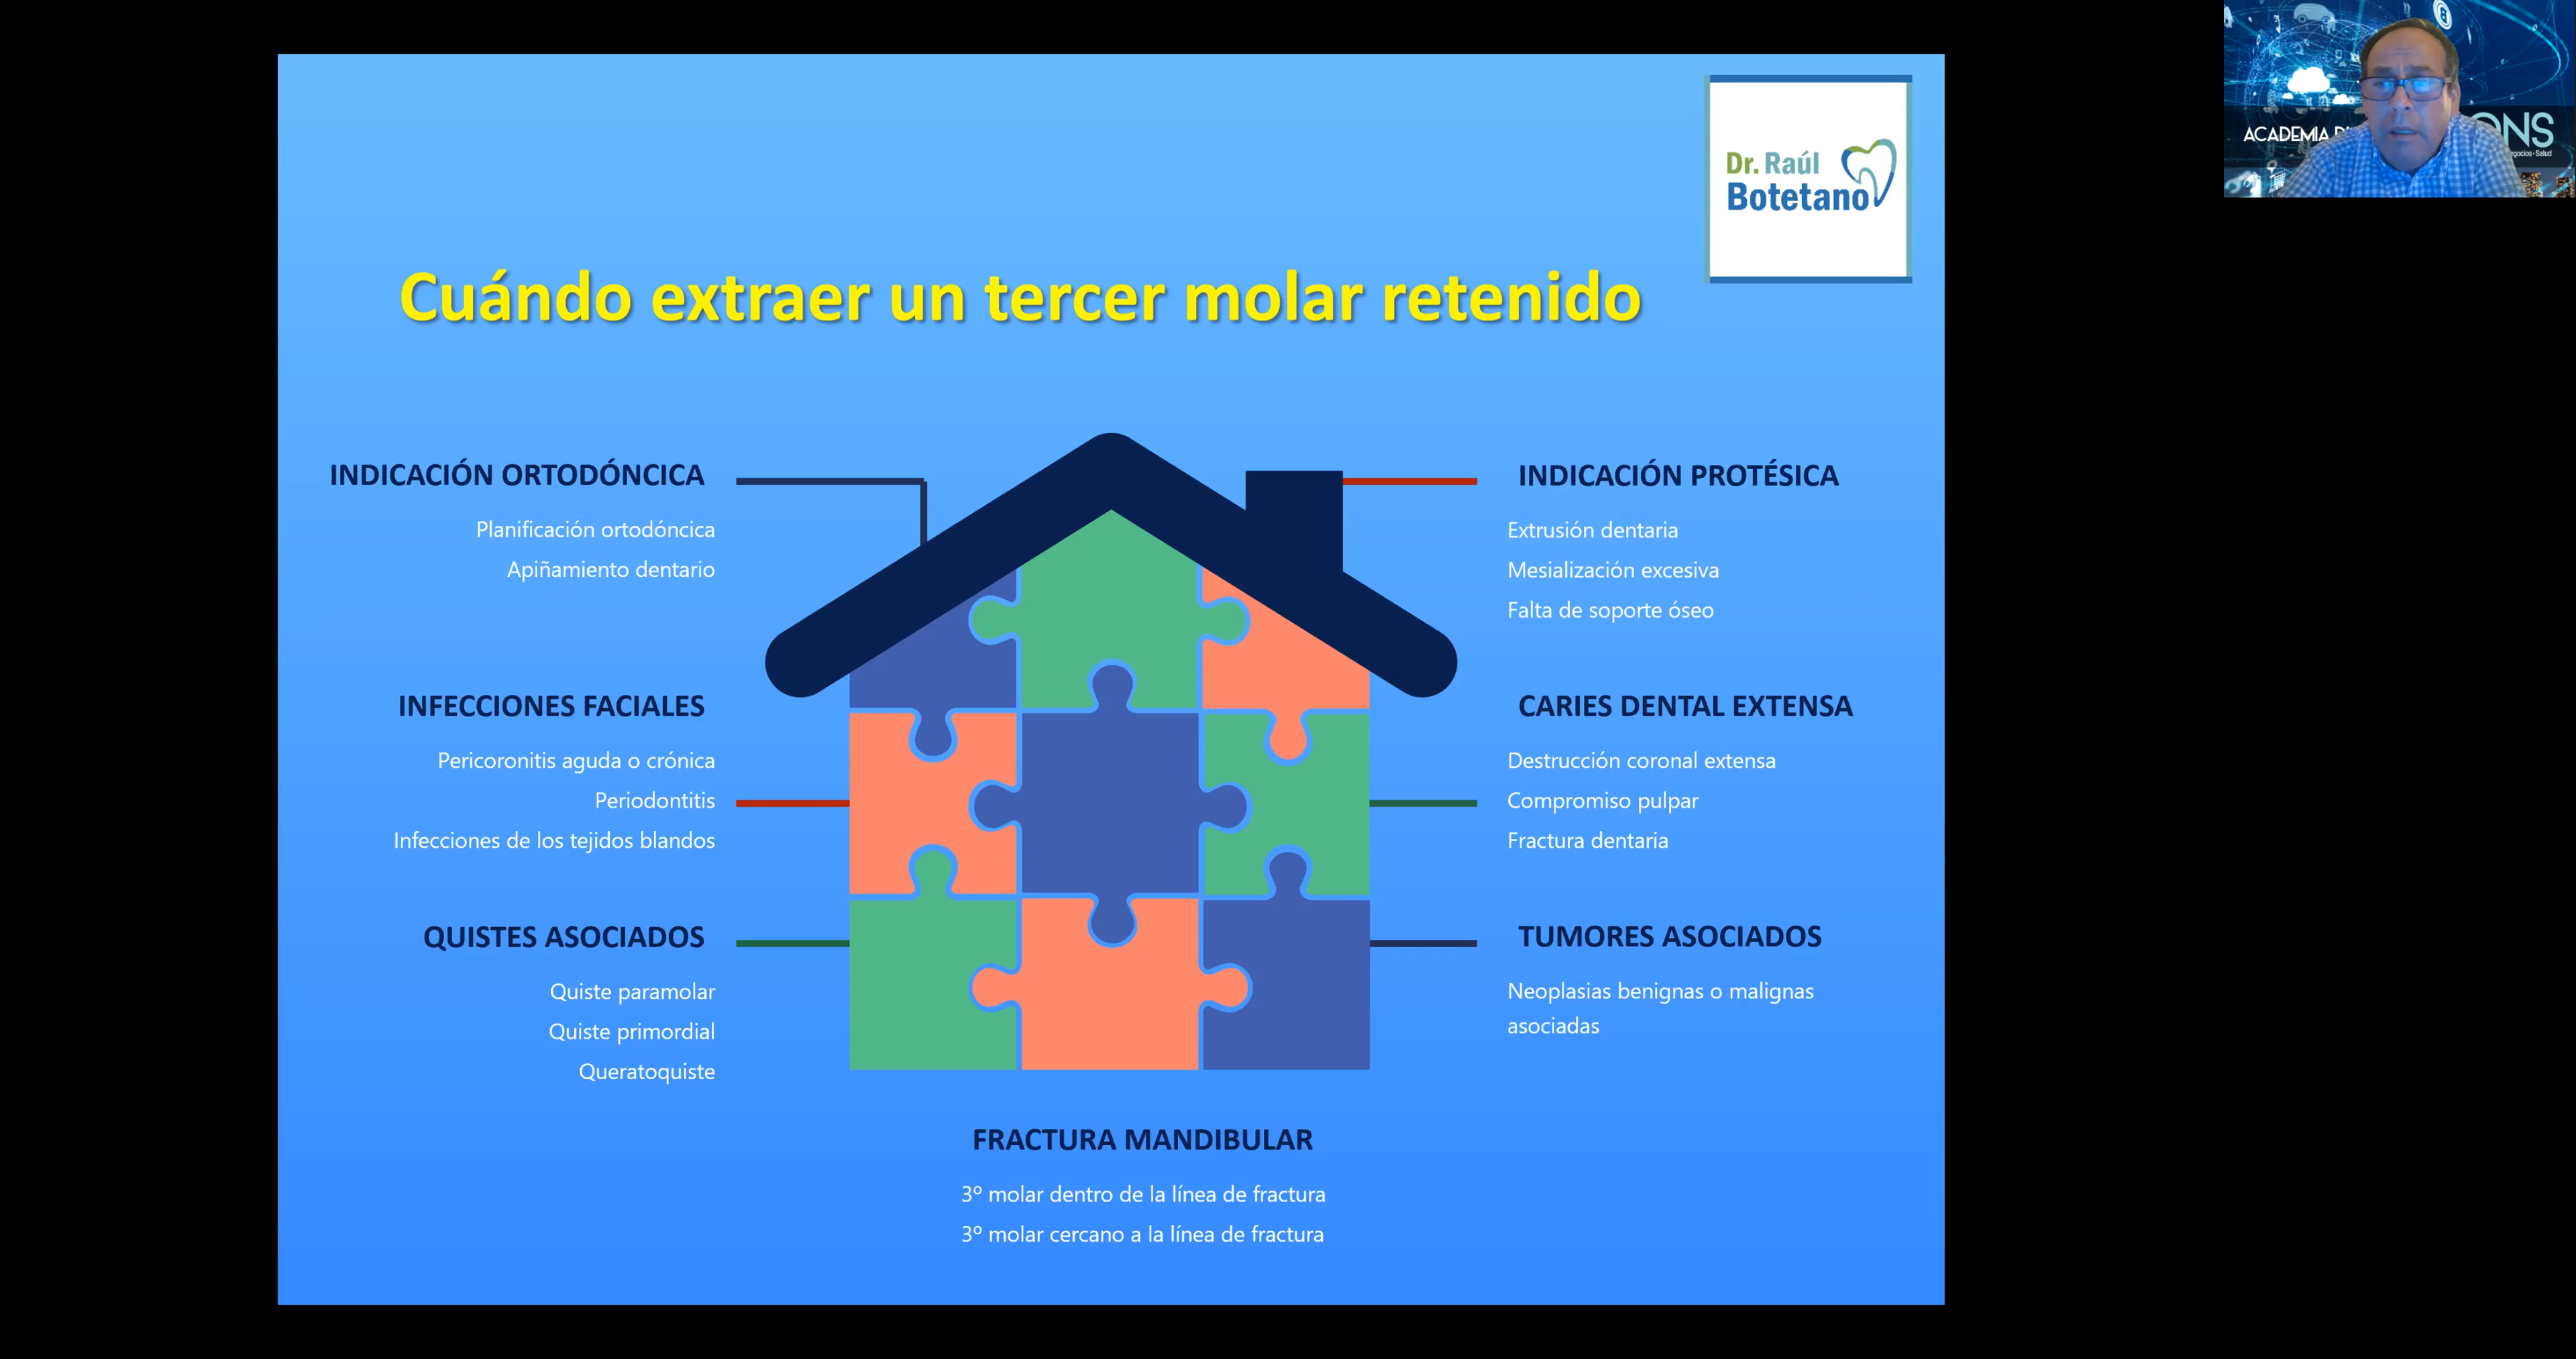 Dr. Raúl
Botetano
Cuándo extraer un tercer molar retenido
INDICACIÓN ORTODÓNCICA
Planificación ortodóncica
Apiñamiento dentario
INFECCIONES FACIALES
Pericoronitis aguda o crónica
Periodontitis
Infecciones de los tejidos blandos
QUISTES ASOCIADOS
Quiste paramolar
Quiste primordial
Queratoquiste
INDICACIÓN PROTÉSICA
Extrusión dentaria
Mesialización excesiva
Falta de soporte óseo
CARIES DENTAL EXTENSA
Destrucción coronal extensa
Compromiso pulpar
Fractura dentaria
TUMORES ASOCIADOS
Neoplasias benignas o malignas
asociadas
FRACTURA MANDIBULAR
3º molar dentro de la línea de fractura
3º molar cercano a la línea de fractura
ACADEMIA